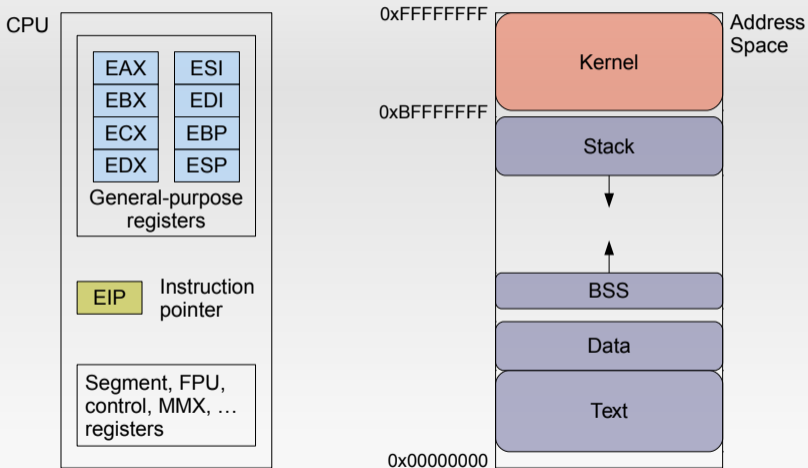 CPU
EAX
ESI
EBX
EDI
ECX
EBP
EDX
ESP
General-purpose
registers
EIP
Instruction
pointer
Segment, FPU,
control, MMX, …
registers
0xFFFFFFFF
Address
Space
Kernel
0xBFFFFFFF
Stack
BSS
Data
Text
0x00000000